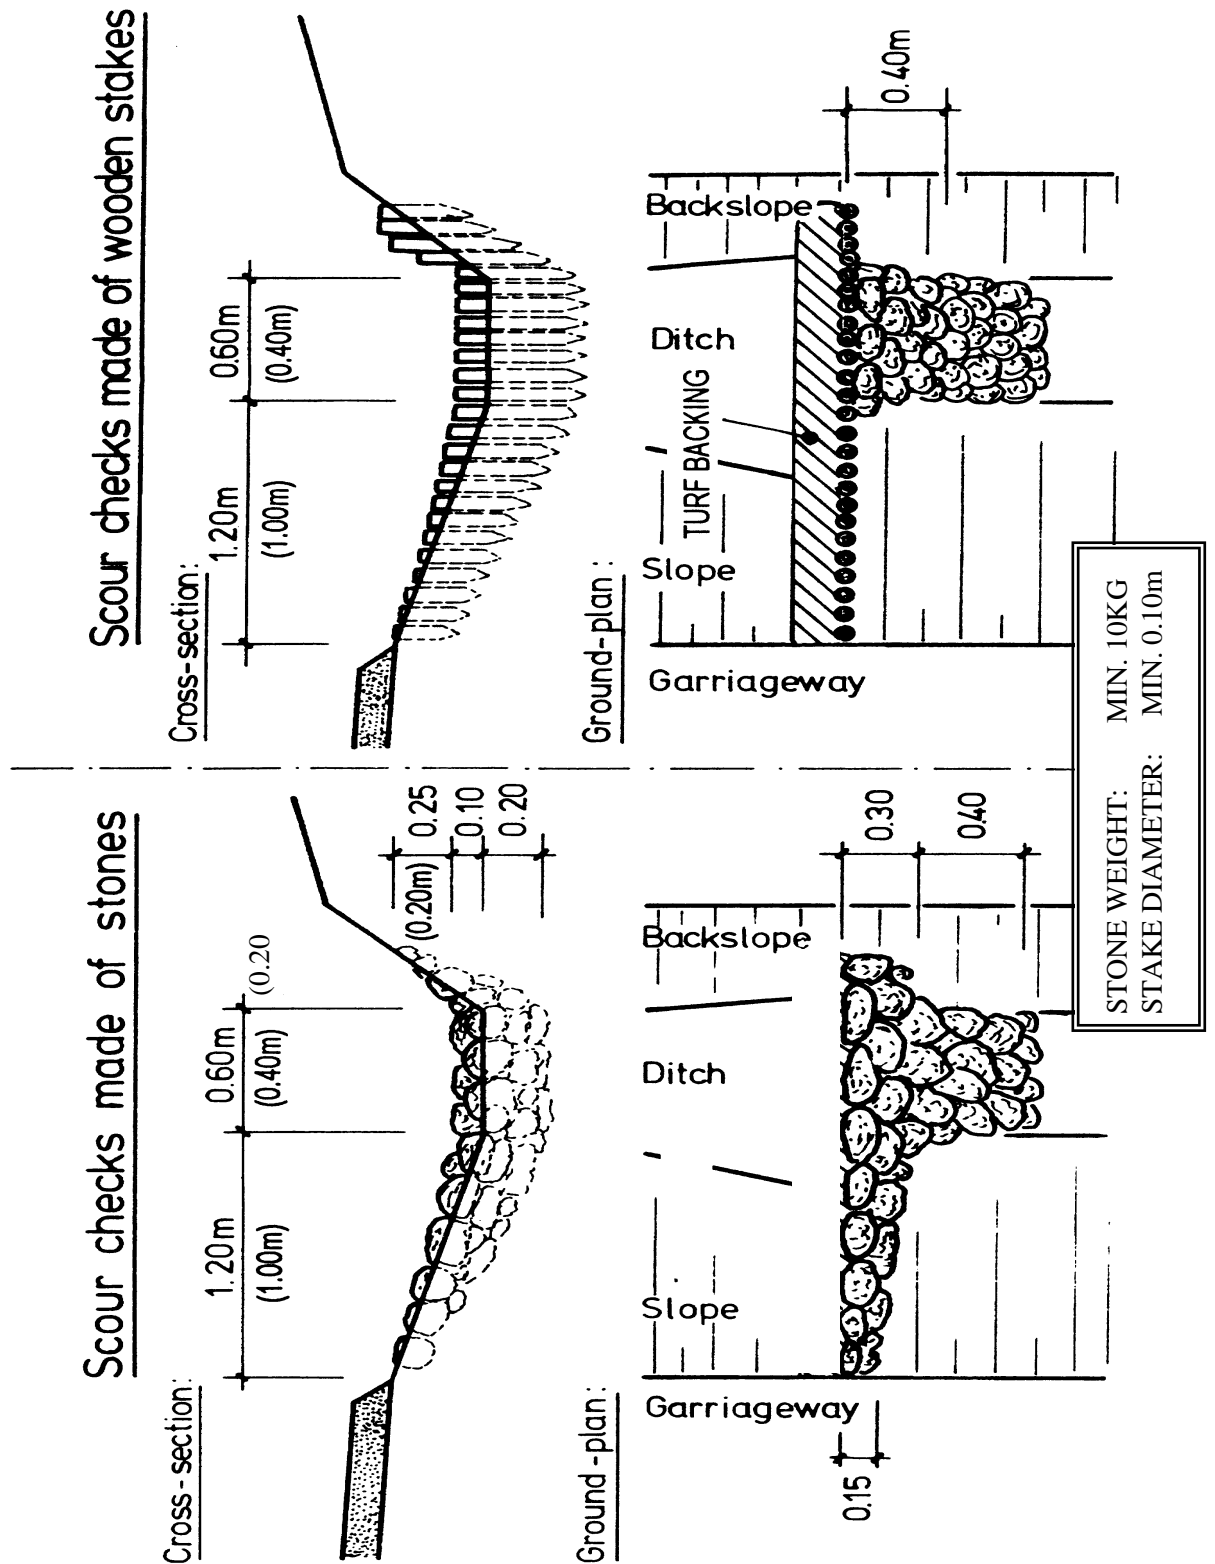 Scour checks made of stones
Cross-section:
1.20m
(1.00m)
0.60m
(0.40m)
(0.20
0.25
(0.20m)
0.10
0.20
Ground-plan:
Garriageway
Slope
Ditch
Backslope
0.15
0.30
0.40
Scour checks made of wooden stakes
Cross-section:
1.20m
(1.00m)
0.60m
(0.40m)
Ground-plan:
Garriageway
Slope
TURF BACKING
Ditch
Backslope
0.40m
STONE WEIGHT: MIN. 10KG
STAKE DIAMETER: MIN. 0.10m